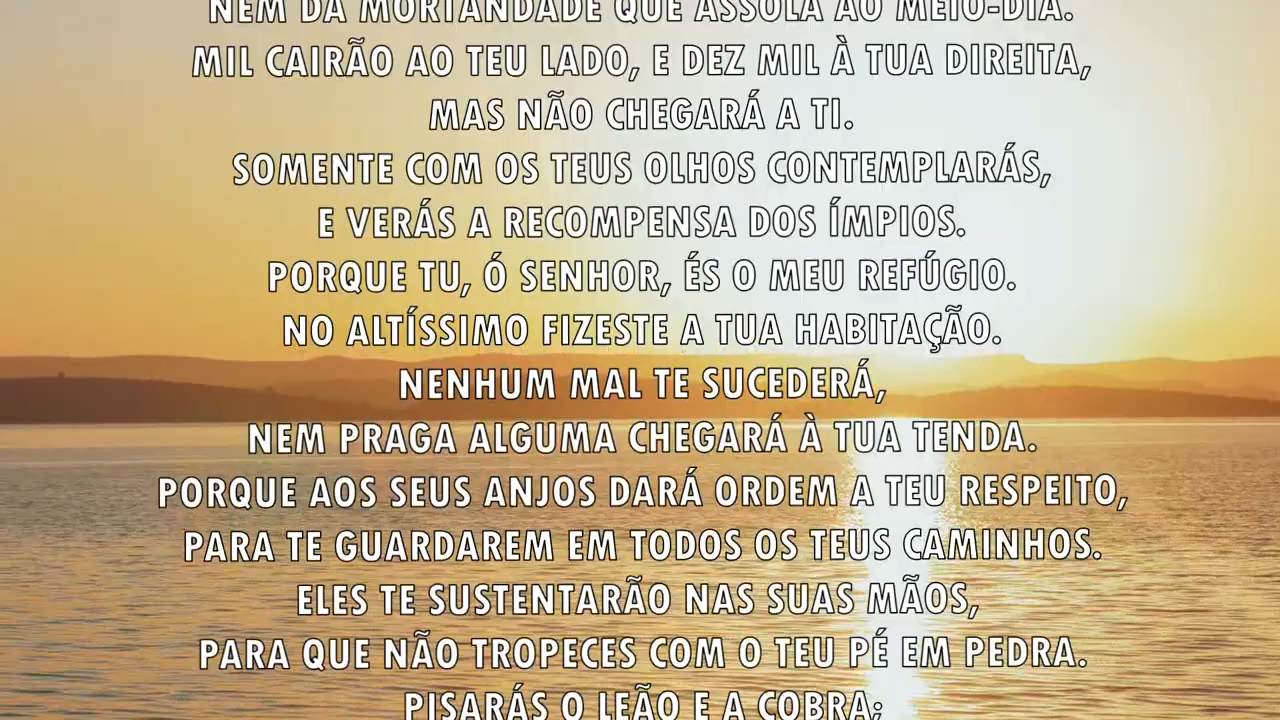 NEM DA MORTANDADE QUE ASSOLA AO MEIO-DIA.
MIL CAIRÃO AO TEU LADO, E DEZ MIL À TUA DIREITA,
MAS NÃO CHEGARÁ A TI.
SOMENTE COM OS TEUS OLHOS CONTEMPLARÁS,
E VERÁS A RECOMPENSA DOS ÍMPIOS.
PORQUE TU, Ó SENHOR, ÉS O MEU REFÚGIO.
NO ALTÍSSIMO FIZESTE A TUA HABITAÇÃO.
NENHUM MAL TE SUCEDERÁ,
NEM PRAGA ALGUMA CHEGARÁ À TUA TENDA.
PORQUE AOS SEUS ANJOS DARÁ ORDEM A TEU RESPEITO,
PARA TE GUARDAREM EM TODOS OS TEUS CAMINHOS.
ELES TE SUSTENTARÃO NAS SUAS MÃOS,
PARA QUE NÃO TROPECES COM O TEU PÉ EM PEDRA.
PISARÁS O LEÃO E A COBRA;